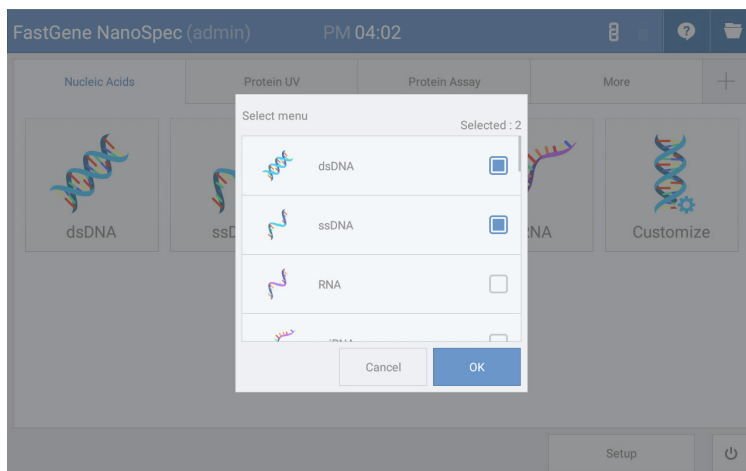 FastGene NanoSpec (admin) PM 04:02
Nucleic Acids Protein UV Protein Assay More
Select menu
Selected : 2
dsDNA
ssDNA
RNA
dsDNA Customize
Cancel OK
Setup